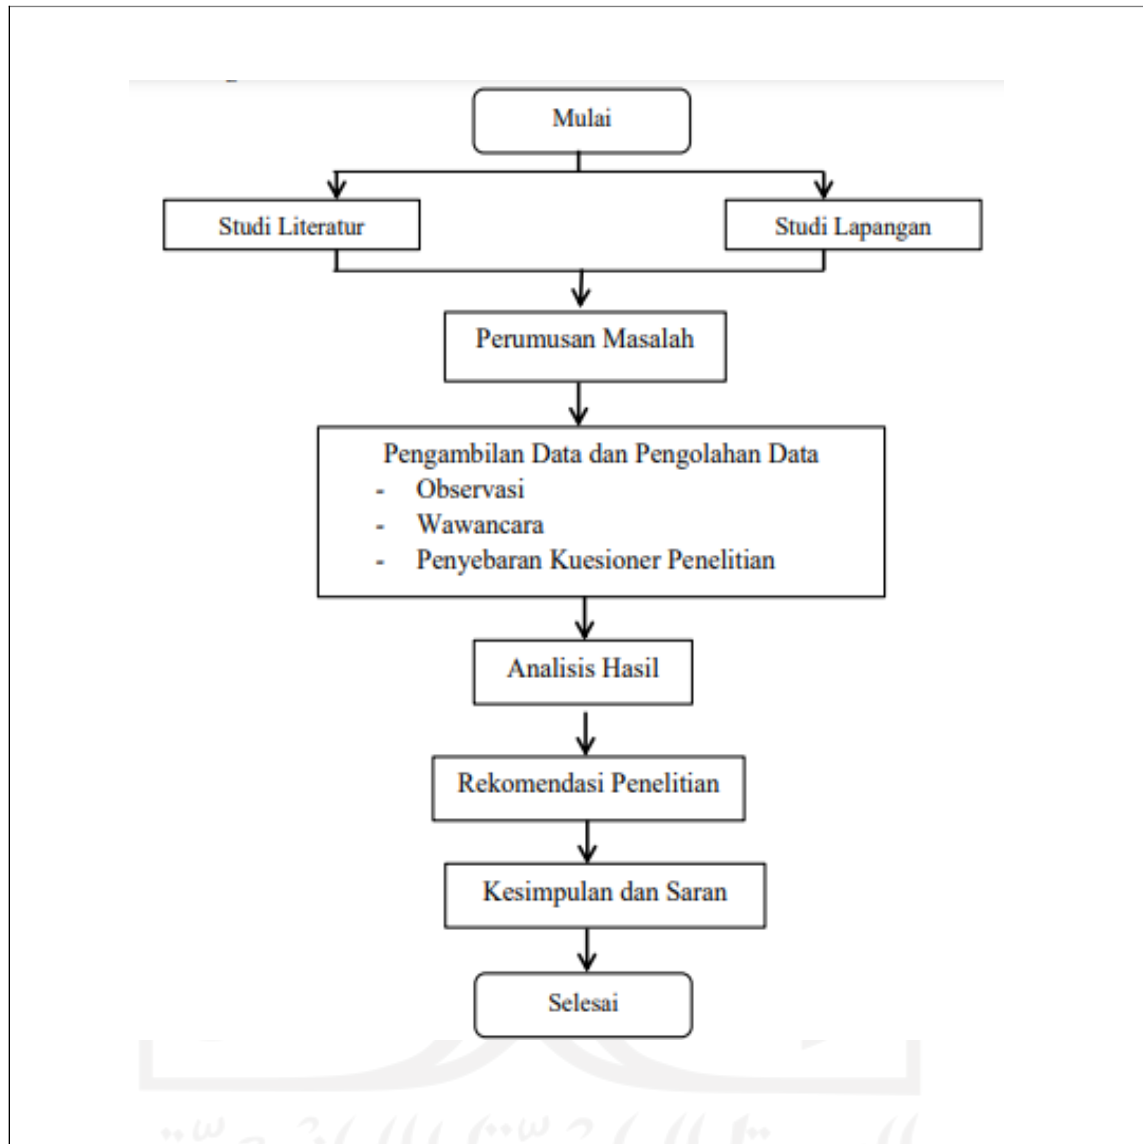 Mulai
Studi Literatur
Studi Lapangan
Perumusan Masalah
Pengambilan Data dan Pengolahan Data
- Observasi
- Wawancara
- Penyebaran Kuesioner Penelitian
Analisis Hasil
Rekomendasi Penelitian
Kesimpulan dan Saran
Selesai